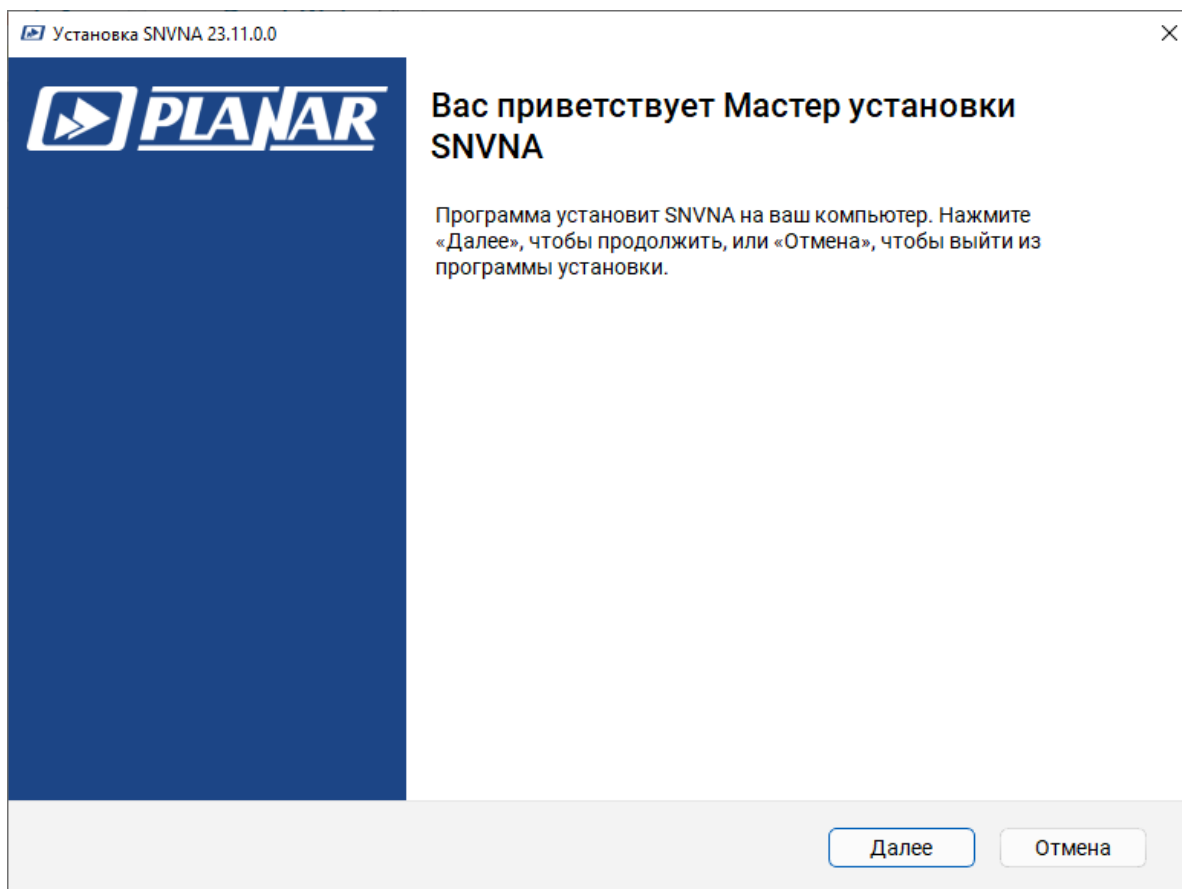 Установка SNVNA 23.11.0.0
PLANAR
Вас приветствует Мастер установки
SNVNA
Программа установит SNVNA на ваш компьютер. Нажмите
«Далее», чтобы продолжить, или «Отмена», чтобы выйти из
программы установки.
Далее
Отмена